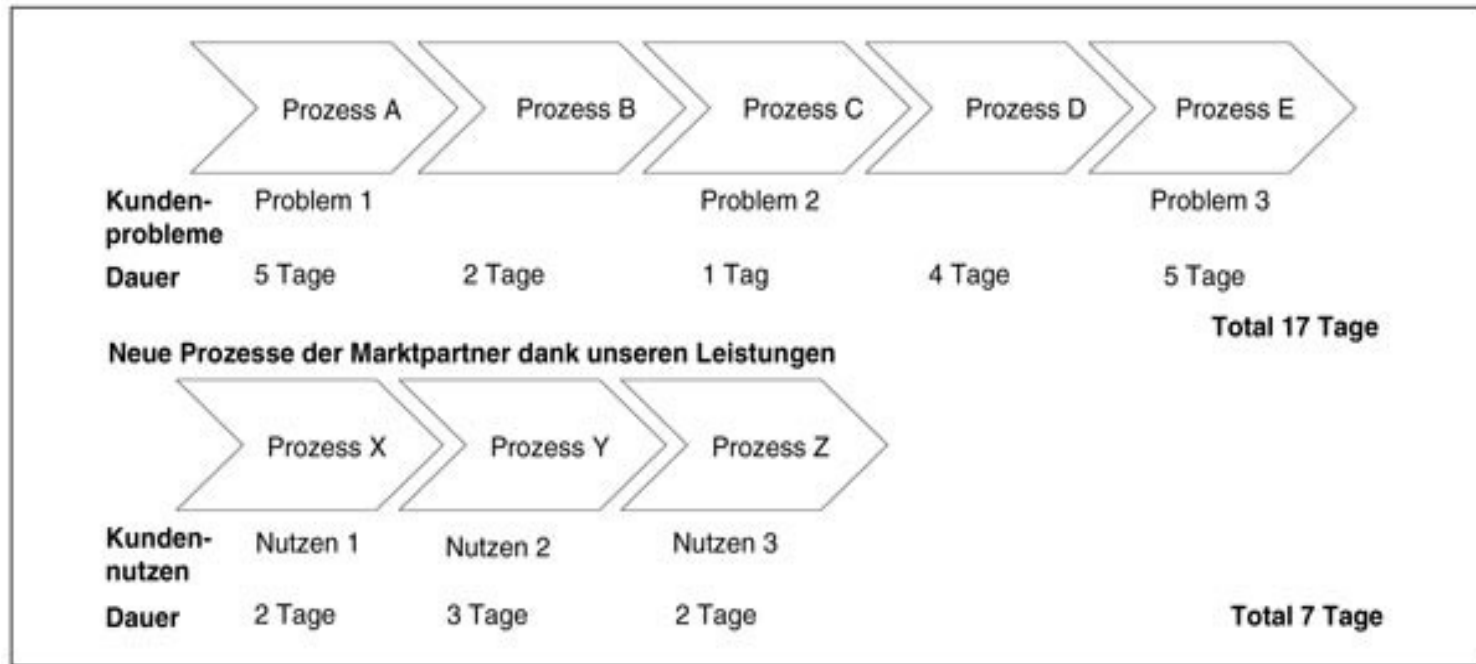 Prozess A Prozess B Prozess C Prozess D Prozess E
Kunden- Problem 1 Problem 2 Problem 3
probleme
Dauer 5 Tage 2 Tage 1 Tag 4 Tage 5 Tage
Total 17 Tage
Neue Prozesse der Marktpartner dank unseren Leistungen
Prozess X Prozess Y Prozess Z
Kunden- Nutzen 1 Nutzen 2 Nutzen 3
nutzen
Dauer 2 Tage 3 Tage 2 Tage Total 7 Tage